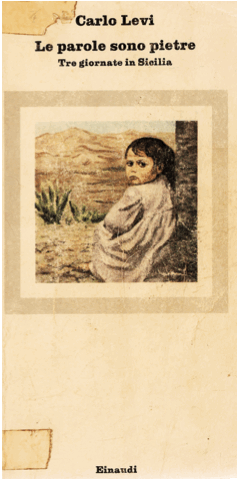 Carlo Levi
Le parole sono pietre
Tre giornate in Sicilia
Einaudi